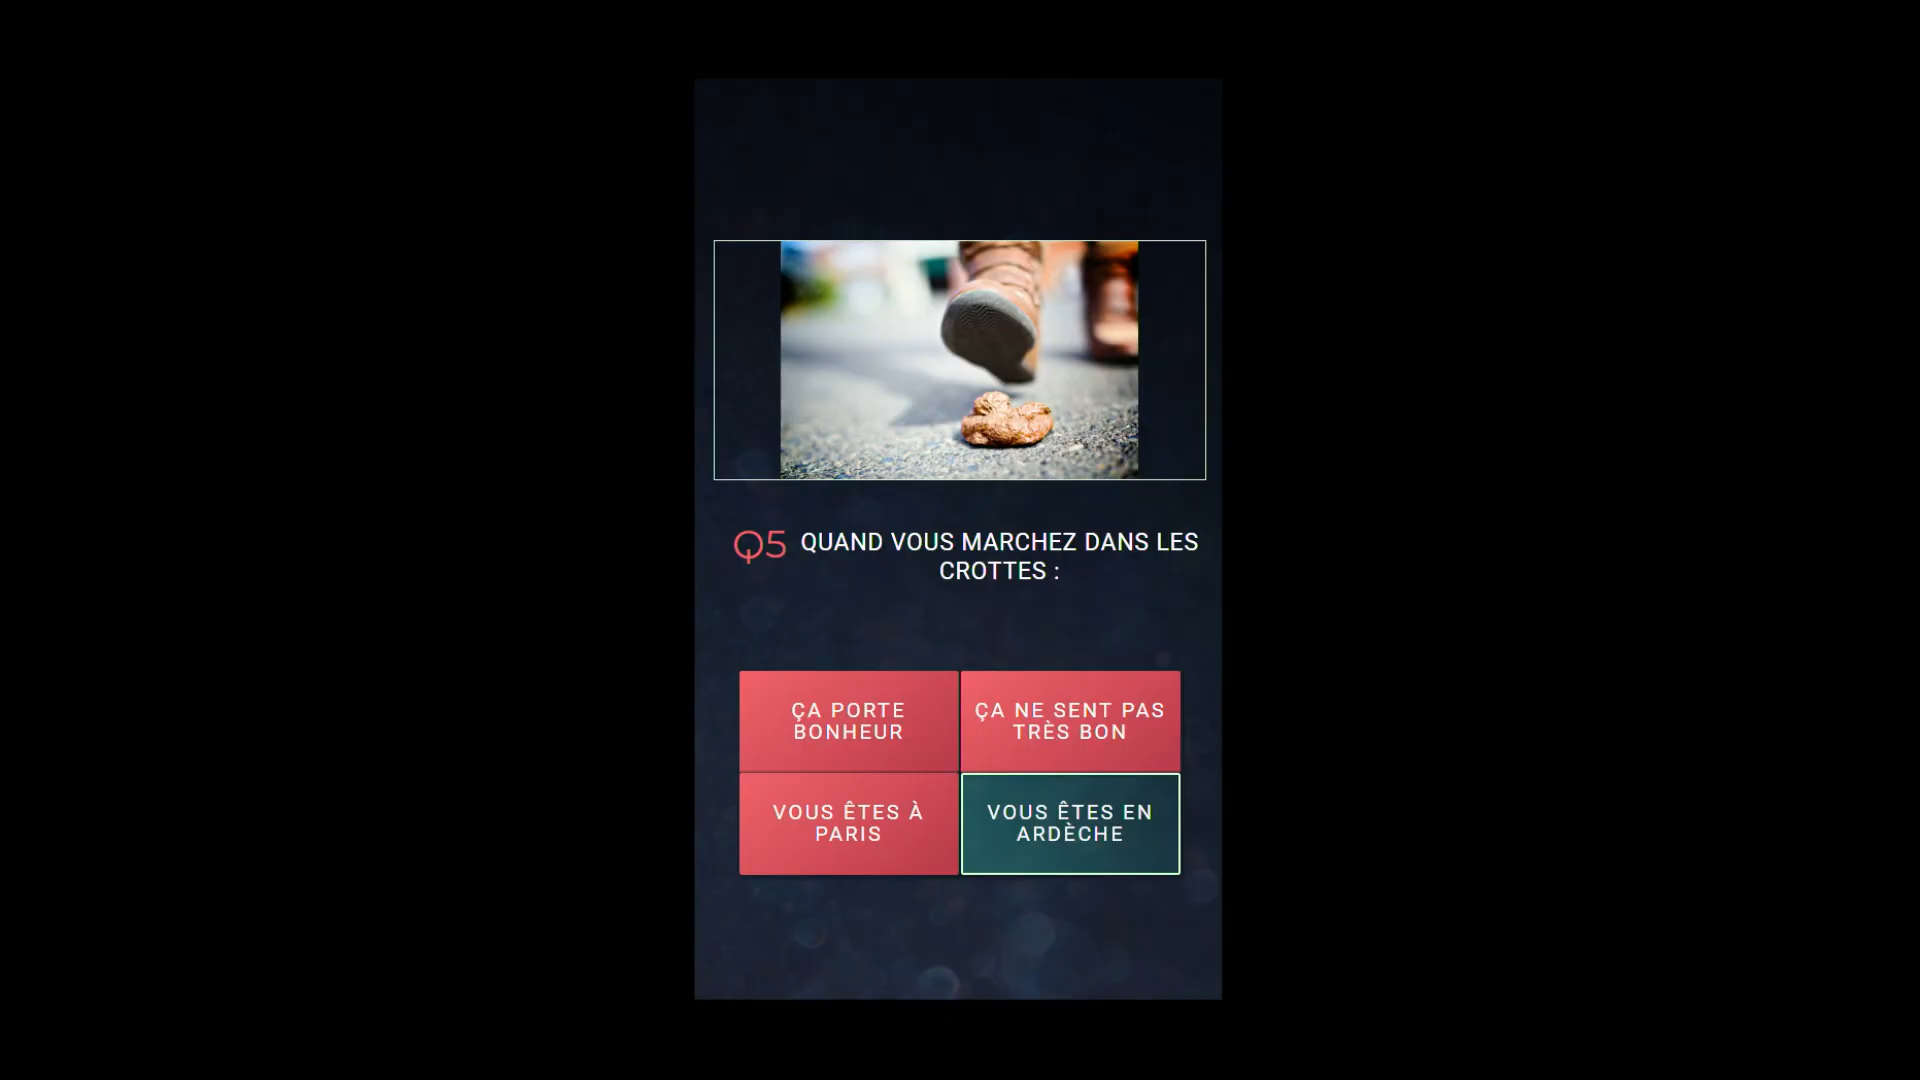 Q5 QUAND VOUS MARCHEZ DANS LES
CROTTES :
ÇA PORTE
BONHEUR
ÇA NE SENT PAS
TRÈS BON
VOUS ÊTES À
PARIS
VOUS ÊTES EN
ARDÈCHE